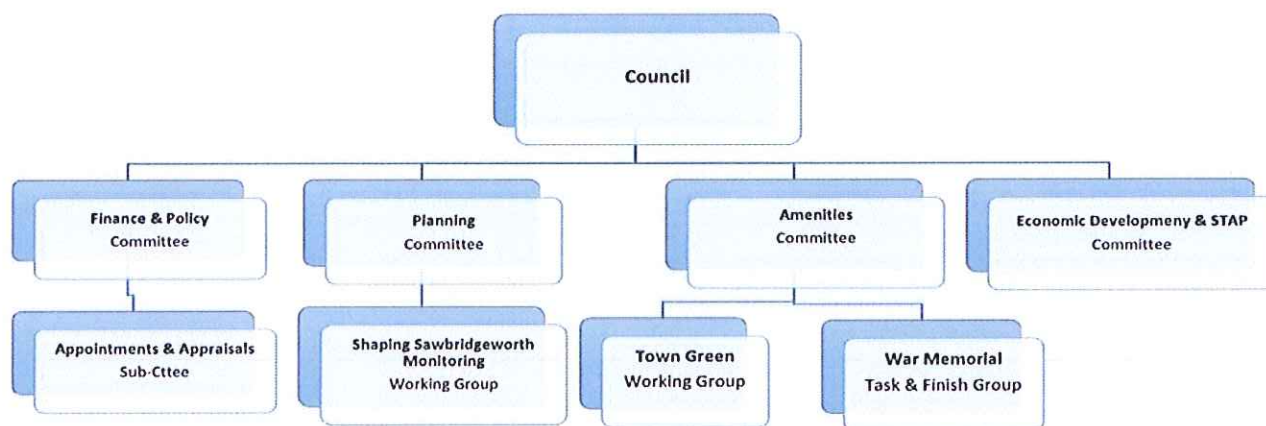 Council
Finance & Policy
Committee
Planning
Committee
Amenities
Committee
Economic Developmeny & STAP
Committee
Appointments & Appraisals
Sub-Cttee
Shaping Sawbridgeworth
Monitoring
Working Group
Town Green
Working Group
War Memorial
Task & Finish Group